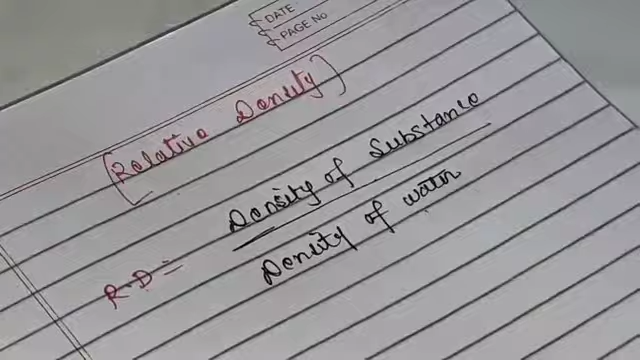 DATE
PAGE No
[Relative Density]
R.D = Density of Substance
Density of water